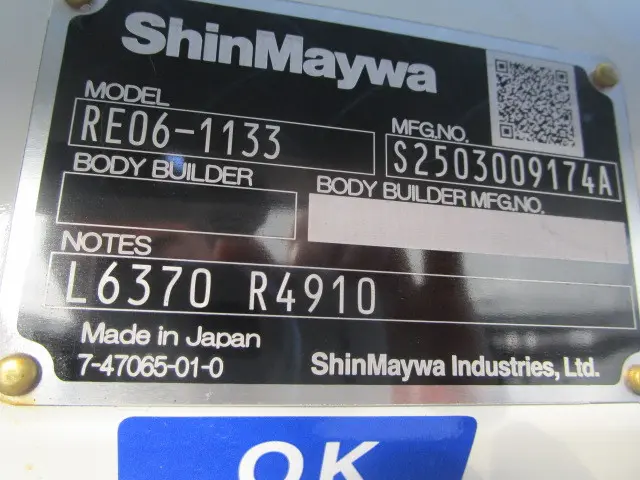 ShinMaywa
MODEL
RE06-1133
MFG.NO.
S2503009174A
BODY BUILDER
BODY BUILDER MFG.NO.
NOTES
L6370 R4910
Made in Japan
7-47065-01-0
ShinMaywa Industries, Ltd.
OK